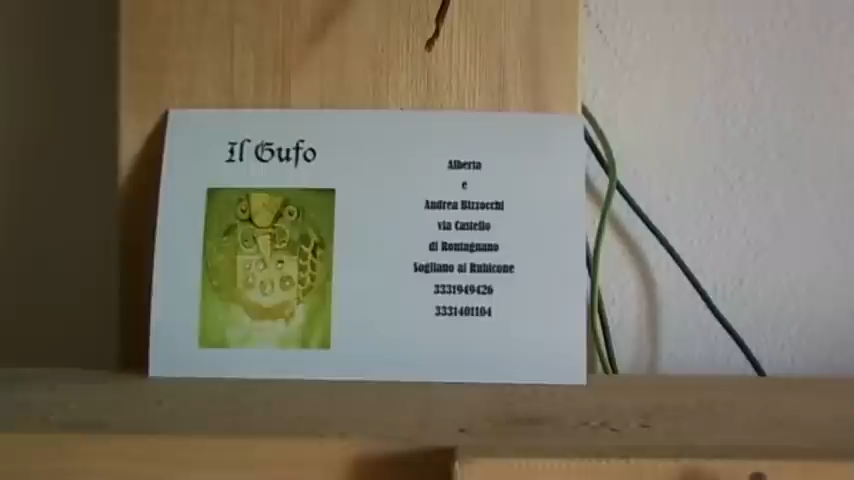 Il Gufo
Alberta
e
Andrea Bizzocchi
via Castello
di Rontagnano
Sogliano al Rubicone
3331949426
3331401104